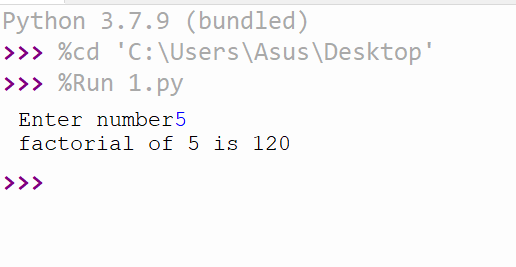 Python 3.7.9 (bundled)
>>> %cd 'C:\Users\Asus\Desktop'
>>> %Run 1.py
Enter number5
factorial of 5 is 120
>>>